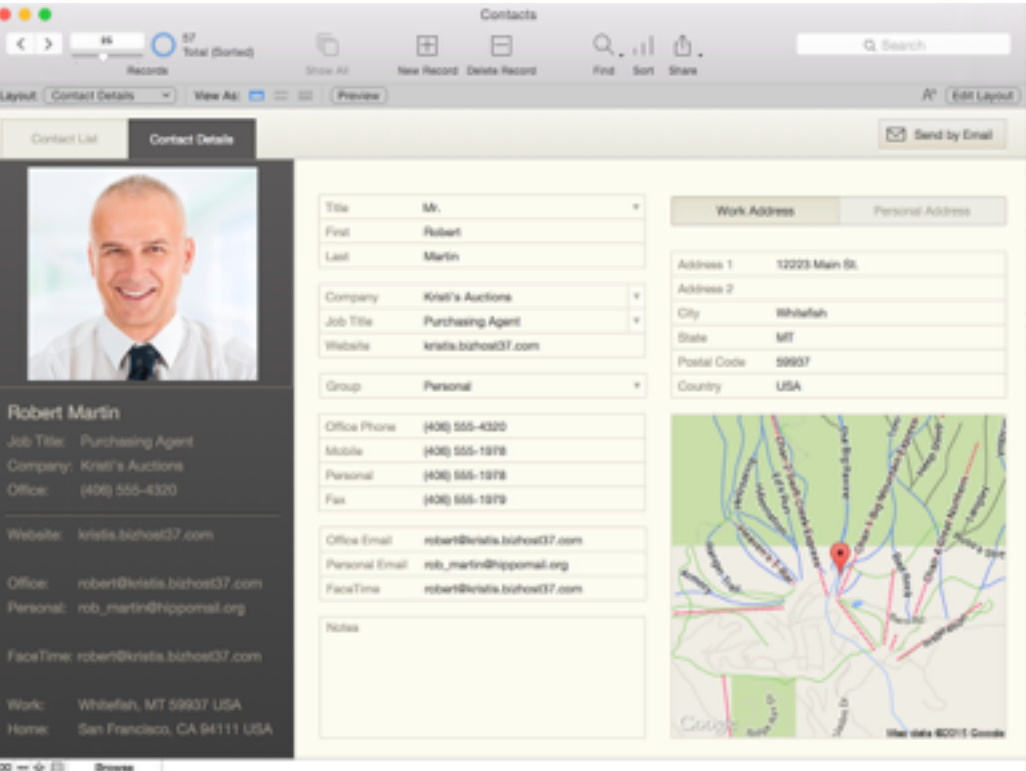 Contacts
57
Total (Sorted)
Records
Show All
New Record
Delete Record
Find
Sort
Share
Search
Layout: Contact Details
View As:
Preview
Edit Layout
Contact List
Contact Details
Send by Email
Robert Martin
Job Title: Purchasing Agent
Company: Kristi's Auctions
Office: (408) 555-4320
Website: kristis.bizhost37.com
Office: robert@kristis.bizhost37.com
Personal: rob_martin@hippomail.org
FaceTime: robert@kristis.bizhost37.com
Work: Whitefish, MT 59937 USA
Home: San Francisco, CA 94111 USA
Title Mr.
First Robert
Last Martin
Company Kristi's Auctions
Job Title Purchasing Agent
Website kristis.bizhost37.com
Group Personal
Office Phone (408) 555-4320
Mobile (408) 555-1978
Personal (408) 555-1978
Fax (408) 555-1979
Office Email robert@kristis.bizhost37.com
Personal Email rob_martin@hippomail.org
FaceTime robert@kristis.bizhost37.com
Notes
Work Address
Personal Address
Address 1 12223 Main St.
Address 2
City Whitefish
State MT
Postal Code 59937
Country USA
Google
Map data ©2015 Google
Browse